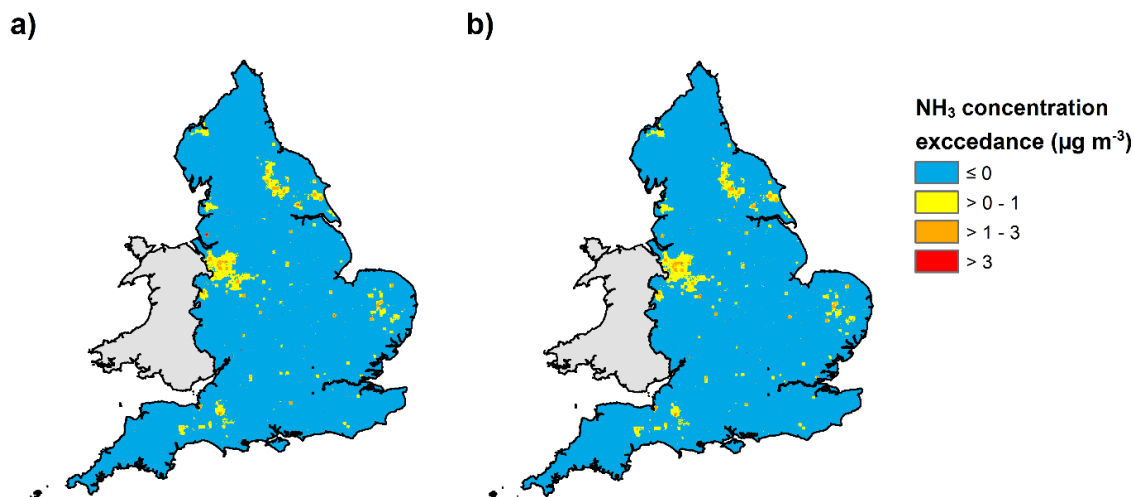 a)
b)
NH₃ concentration
exccedance (µg m⁻³)
≤ 0
> 0 - 1
> 1 - 3
> 3